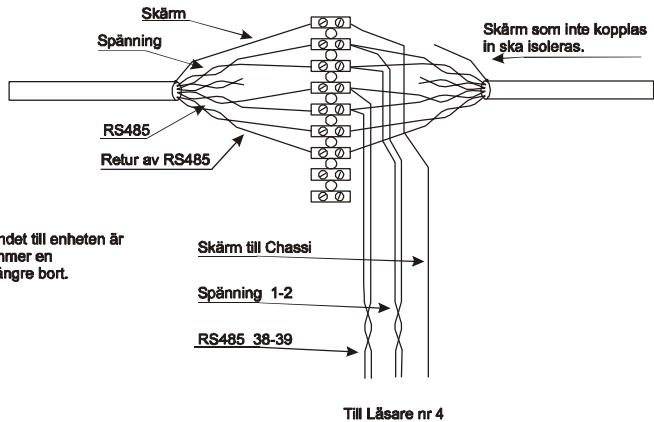 Skärm
Skärm som inte kopplas
in ska isoleras.
Spänning
RS485
Retur av RS485
ndet till enheten är
mmer en
ängre bort.
Skärm till Chassi
Spänning 1-2
RS485 38-39
Till Läsare nr 4